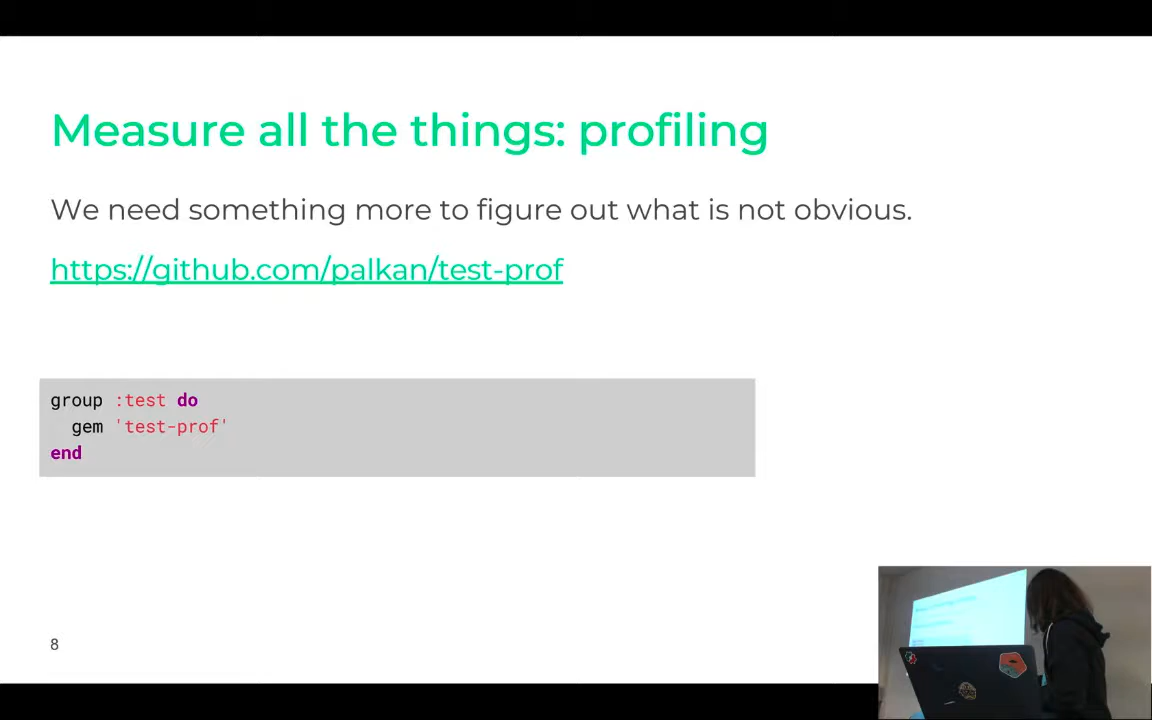 Measure all the things: profiling
We need something more to figure out what is not obvious.
https://github.com/palkan/test-prof
group :test do
  gem 'test-prof'
end
8